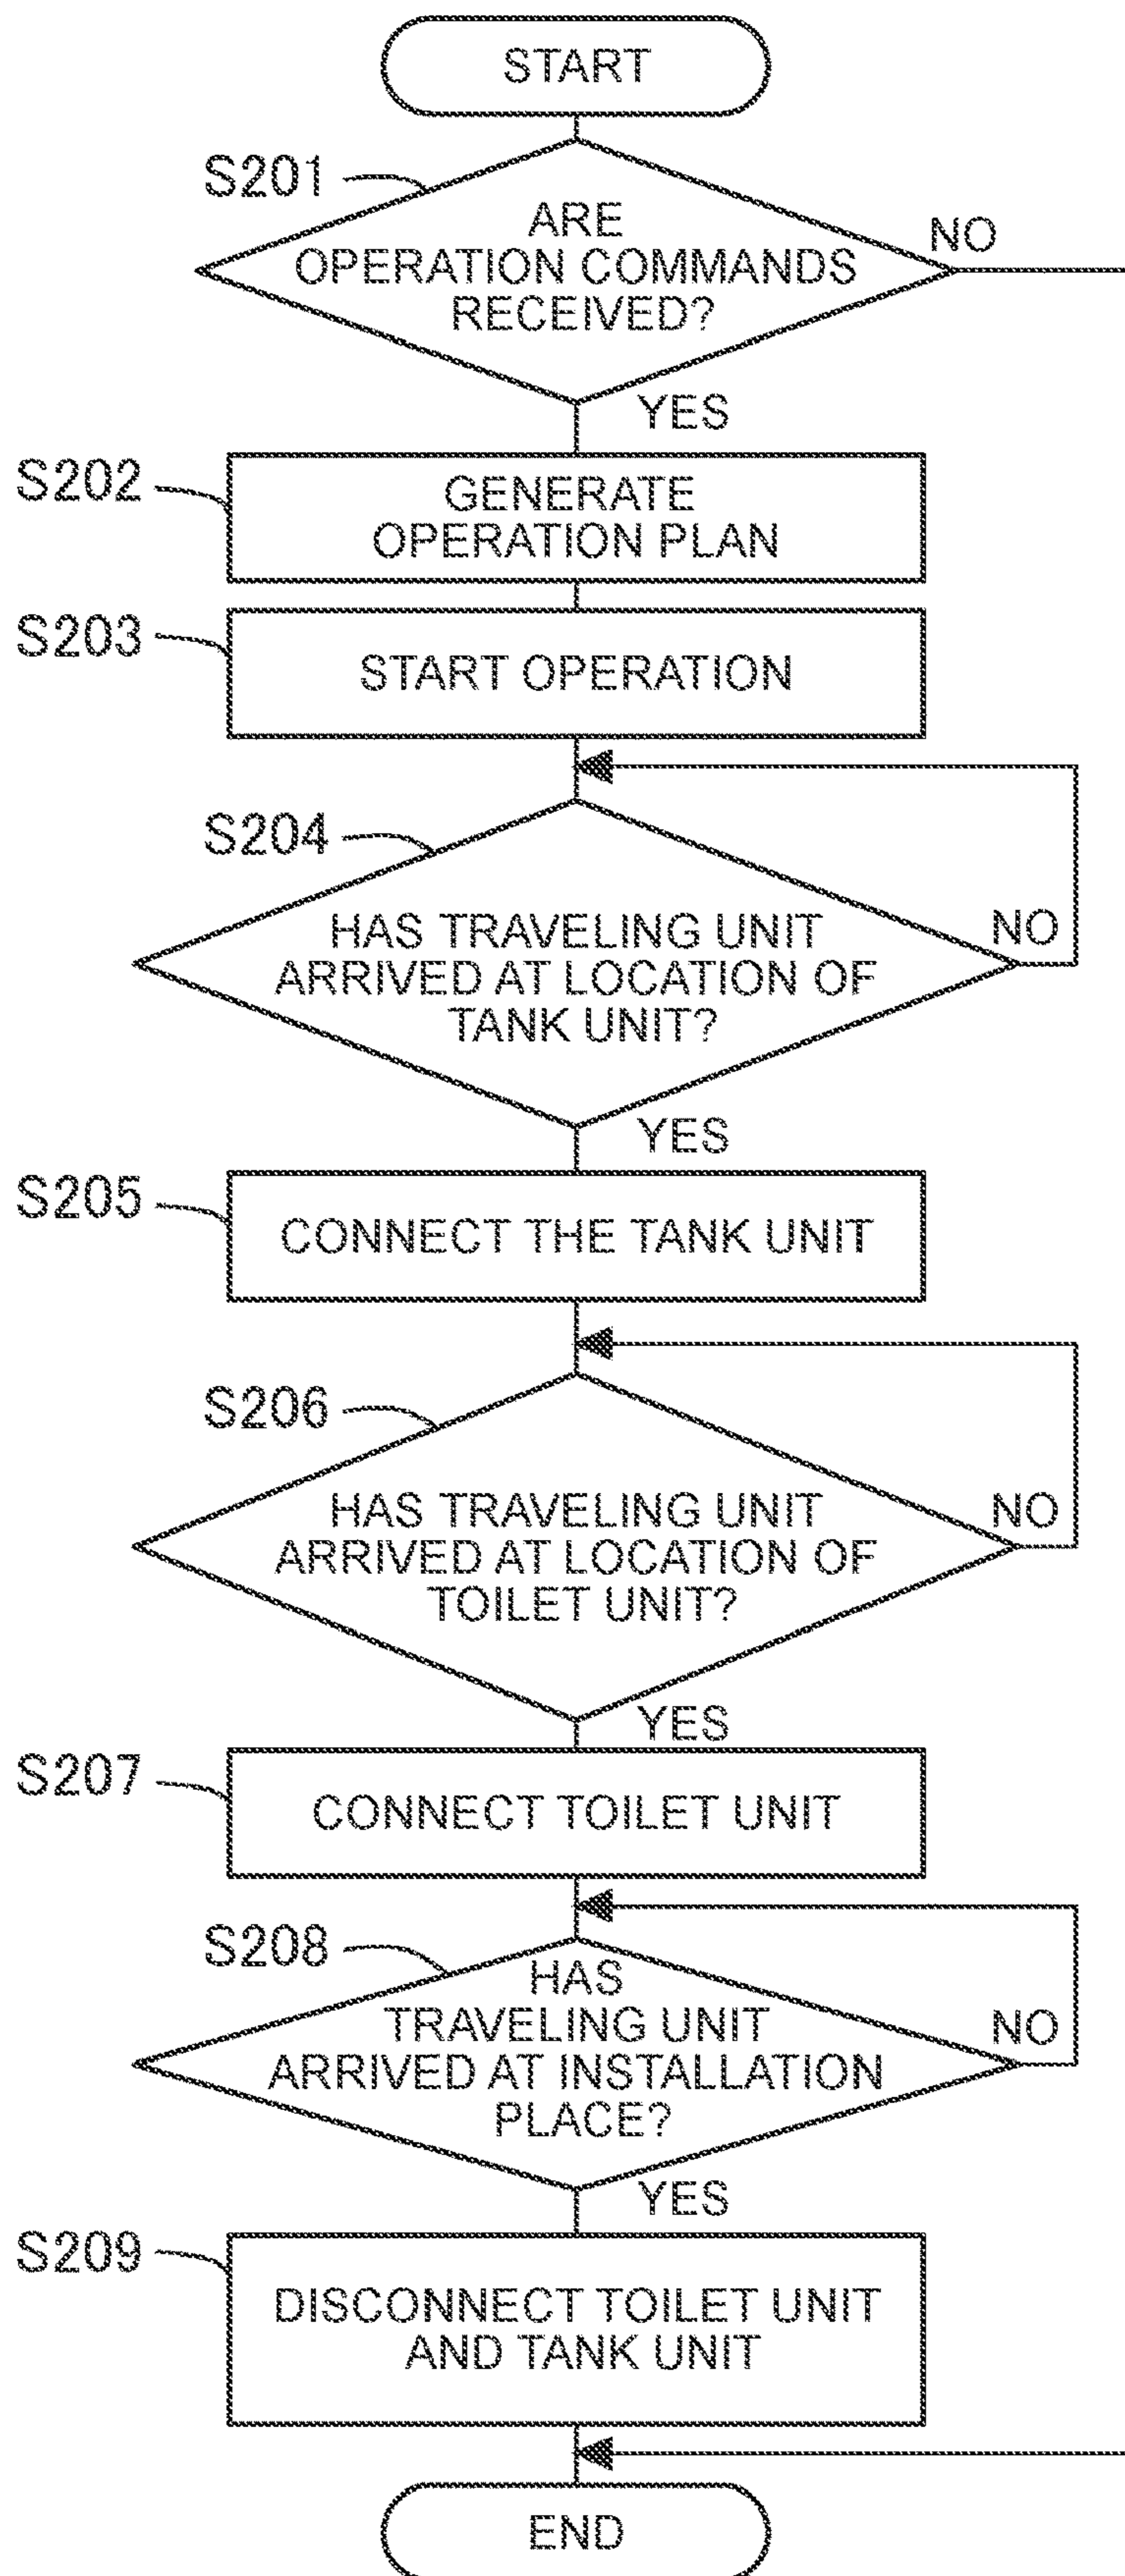 START
S201
ARE
OPERATION COMMANDS
RECEIVED?
NO
YES
S202
GENERATE
OPERATION PLAN
S203
START OPERATION
S204
HAS TRAVELING UNIT
ARRIVED AT LOCATION OF
TANK UNIT?
NO
YES
S205
CONNECT THE TANK UNIT
S206
HAS TRAVELING UNIT
ARRIVED AT LOCATION OF
TOILET UNIT?
NO
YES
S207
CONNECT TOILET UNIT
S208
HAS
TRAVELING UNIT
ARRIVED AT INSTALLATION
PLACE?
NO
YES
S209
DISCONNECT TOILET UNIT
AND TANK UNIT
END